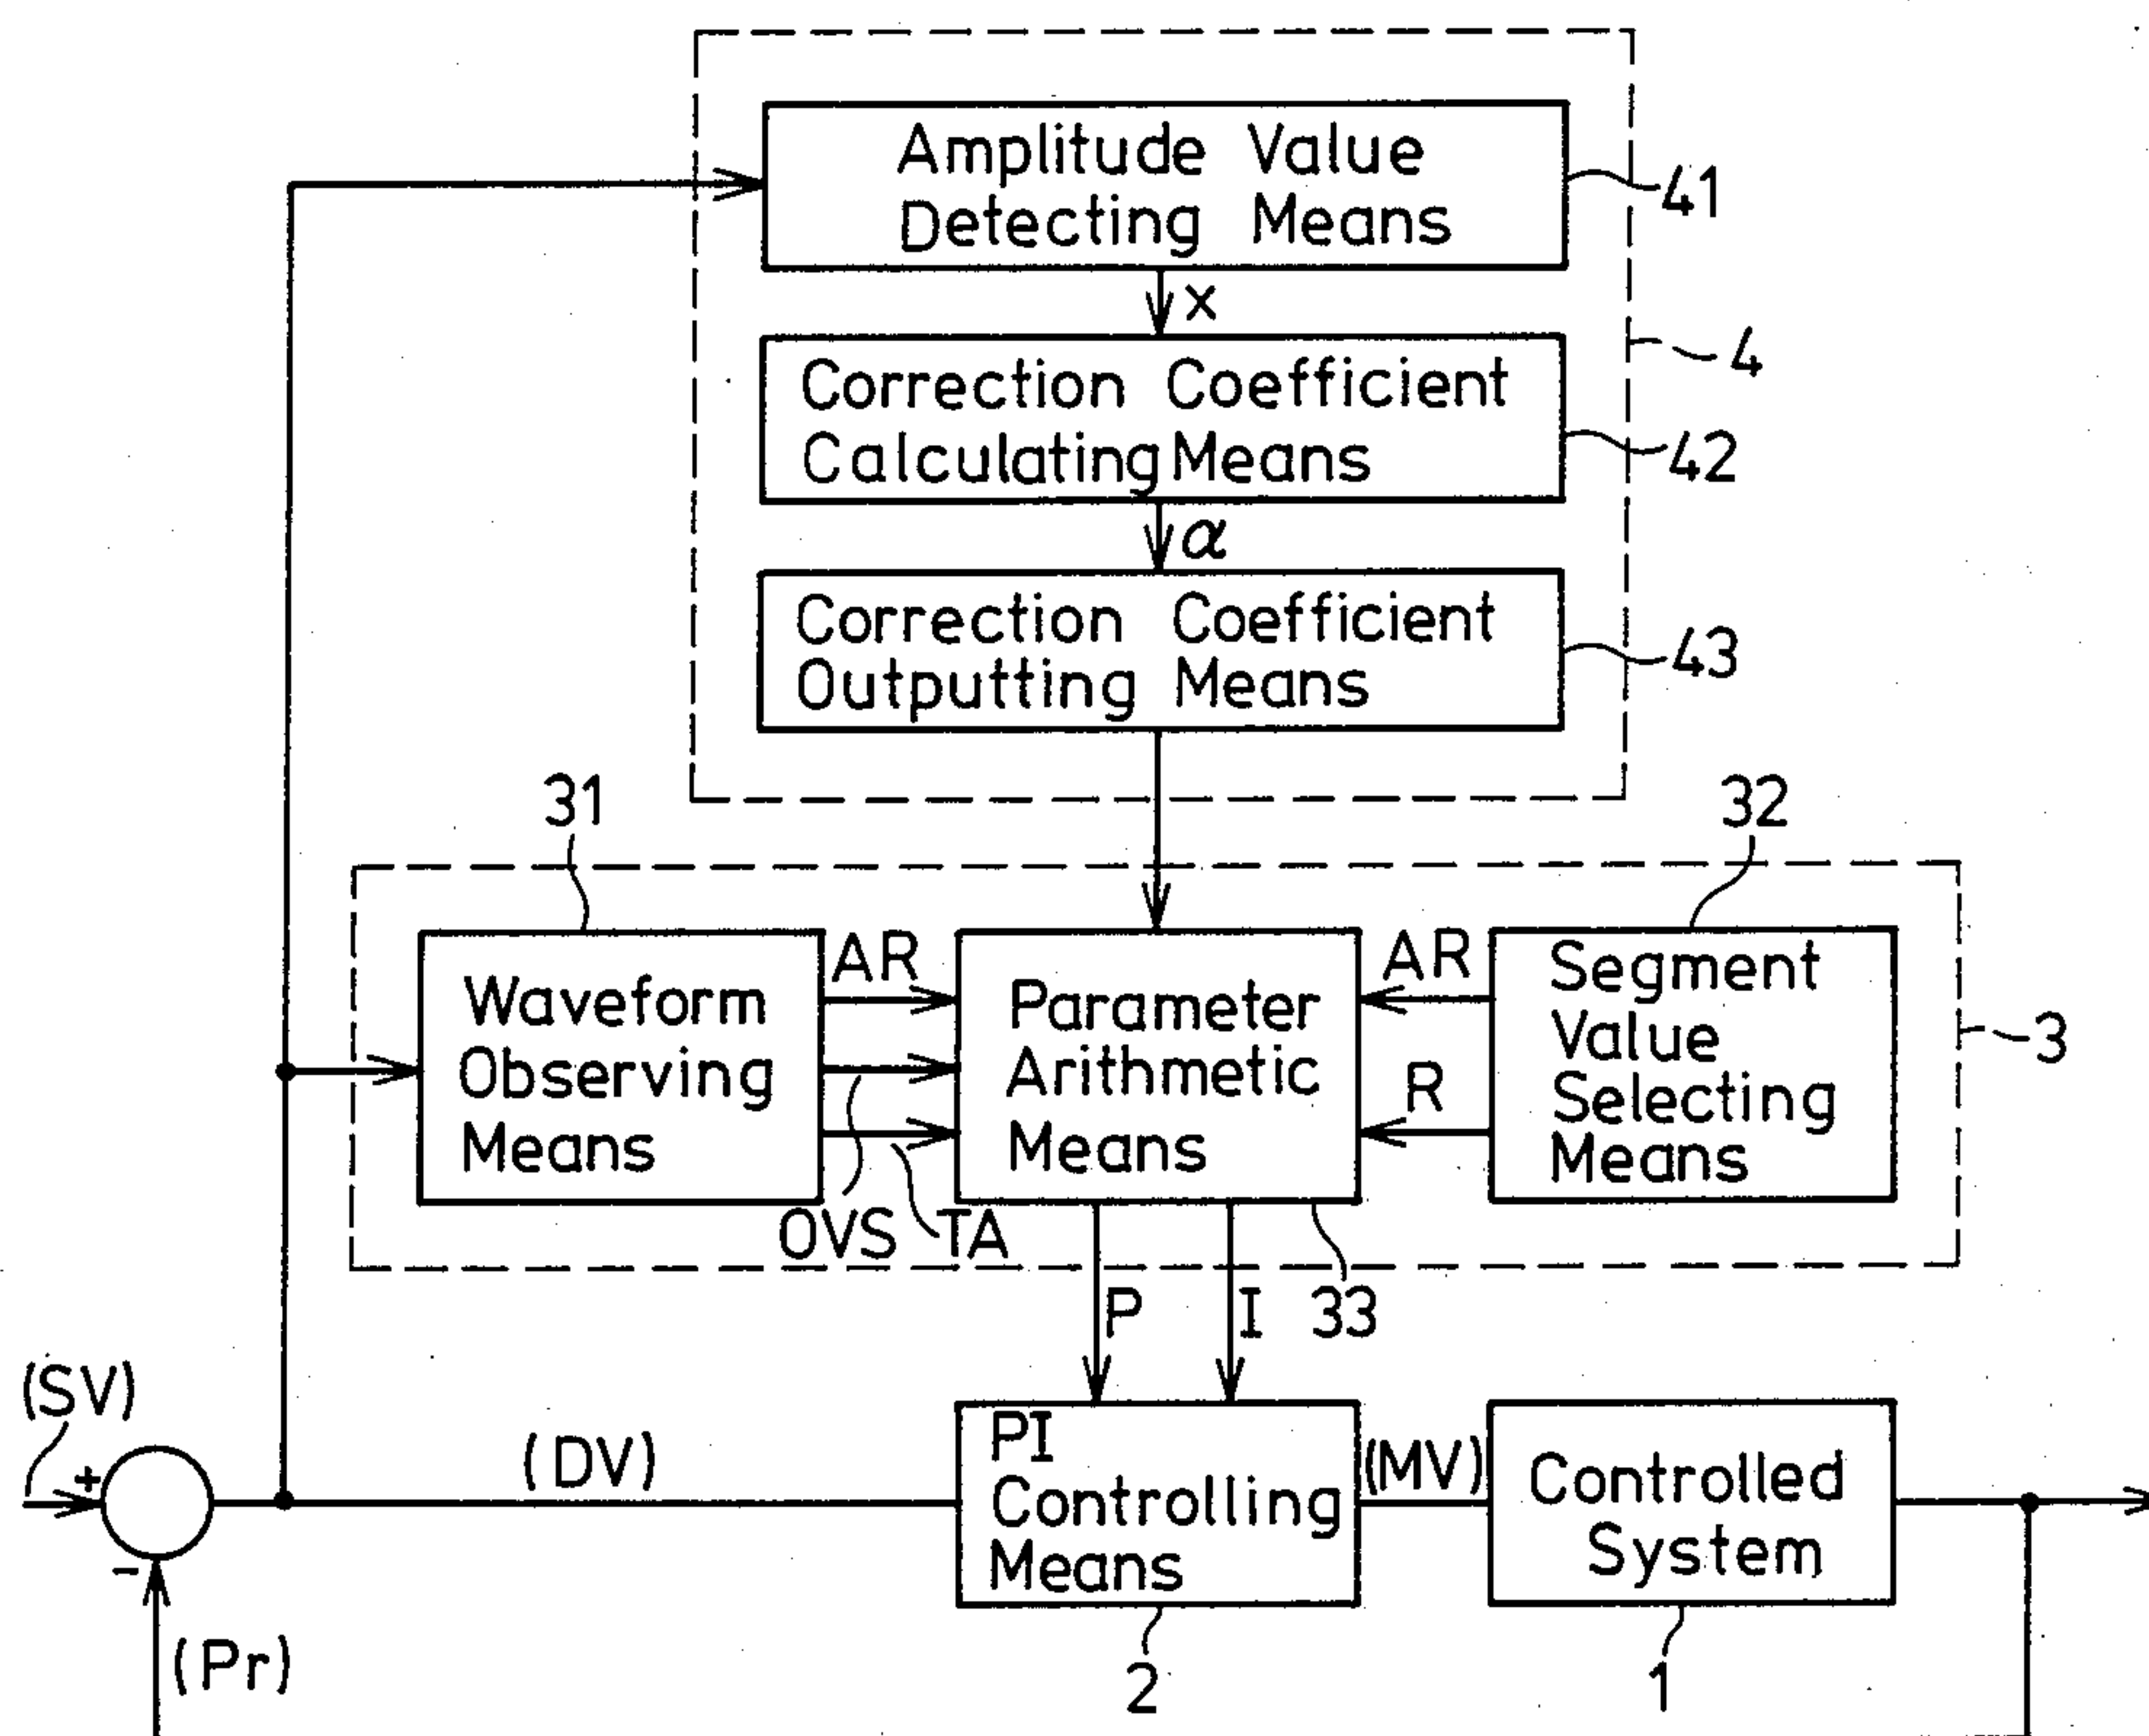 Amplitude Value
Detecting Means
41
x
4
Correction Coefficient
Calculating Means
42
α
Correction Coefficient
Outputting Means
43
31
32
AR
AR
Waveform
Observing
Means
Parameter
Arithmetic
Means
R
Segment
Value
Selecting
Means
3
OVS
TA
P
I
33
(SV)
+
-
(DV)
PI
Controlling
Means
(MV)
Controlled
System
(Pr)
2
1